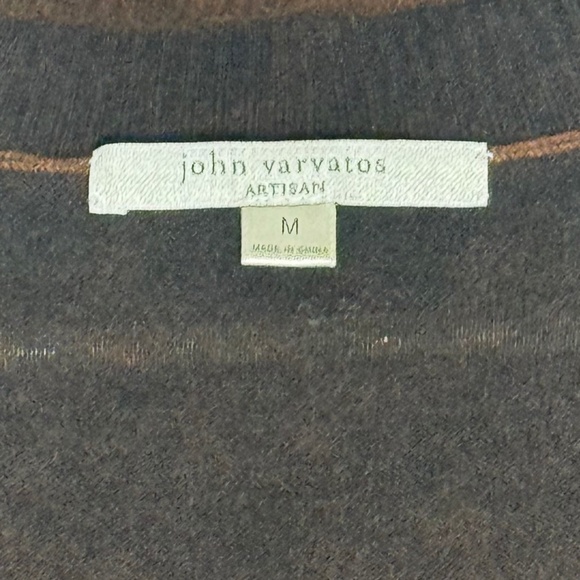 john varvatos
ARTISAN
M
MADE IN CHINA